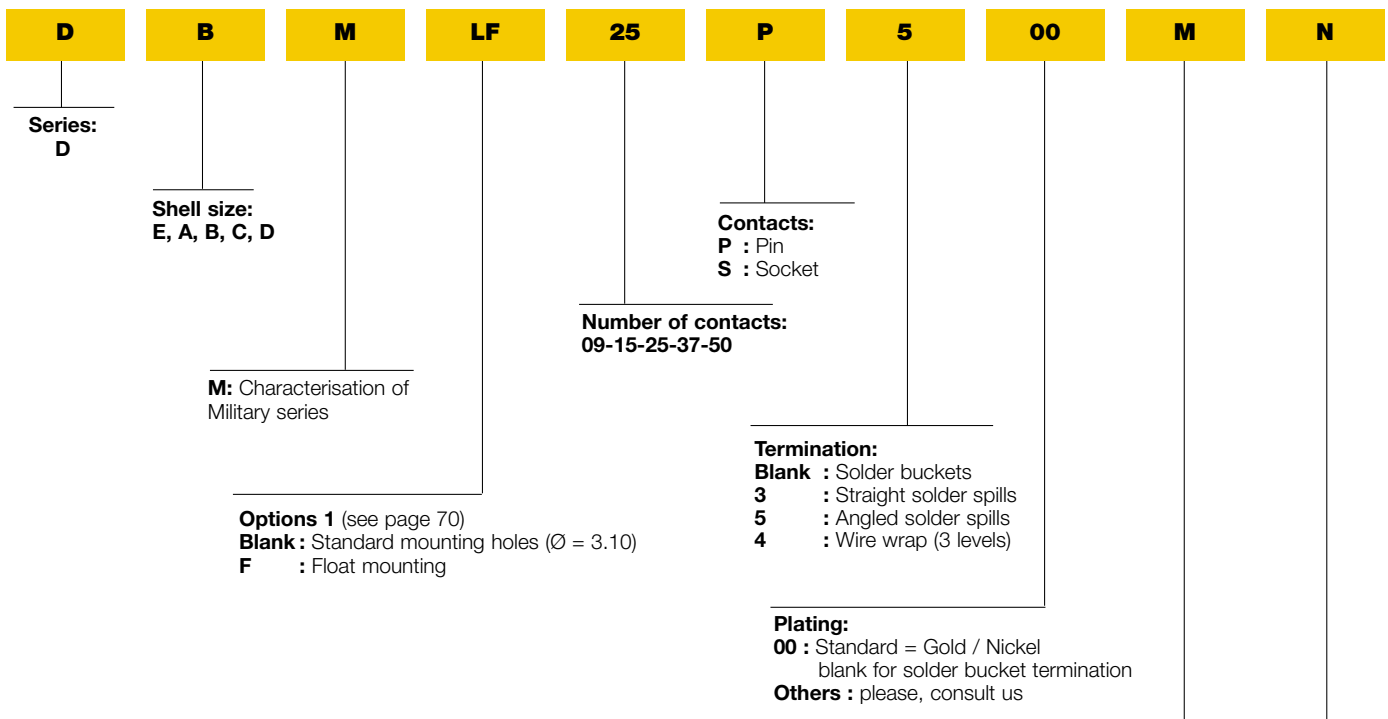 D B M LF 25 P 5 00 M N
Series:
D
Shell size:
E, A, B, C, D
Contacts:
P : Pin
S : Socket
Number of contacts:
09-15-25-37-50
M: Characterisation of
Military series
Termination:
Blank : Solder buckets
3 : Straight solder spills
5 : Angled solder spills
4 : Wire wrap (3 levels)
Options 1 (see page 70)
Blank : Standard mounting holes (Ø = 3.10)
F : Float mounting
Plating:
00 : Standard = Gold / Nickel
blank for solder bucket termination
Others : please, consult us